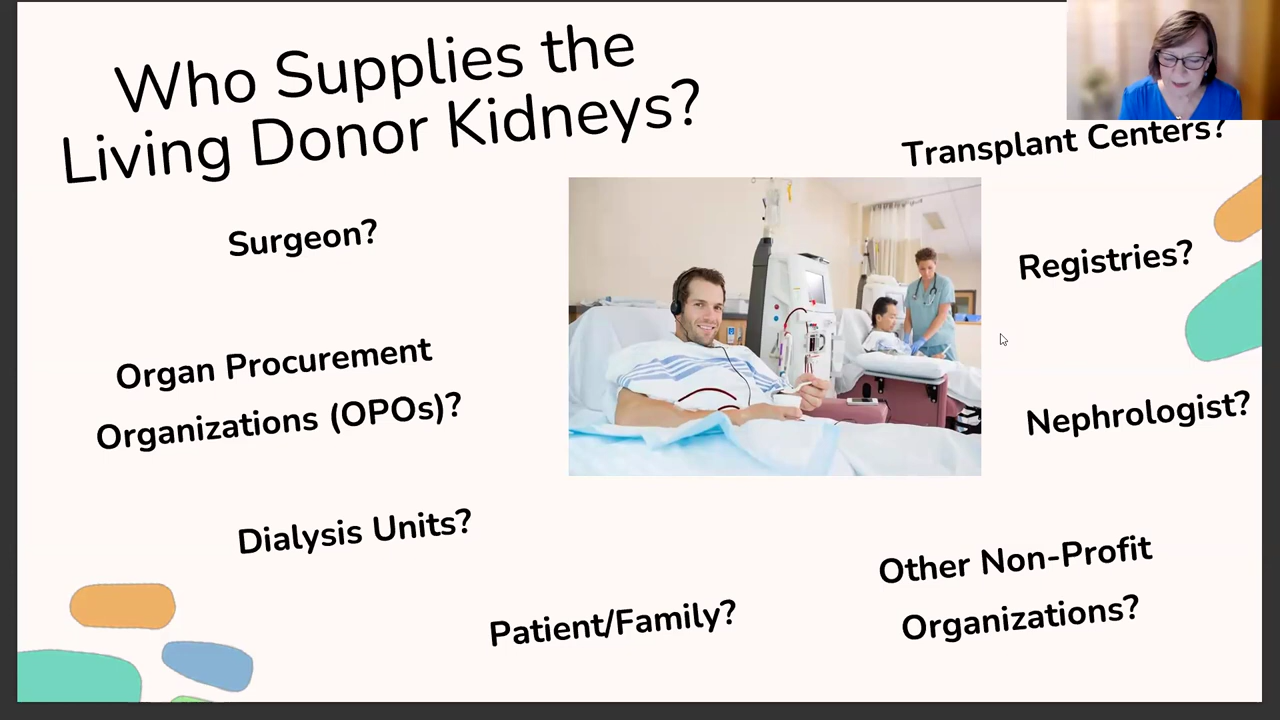 Who Supplies the
Living Donor Kidneys?
Transplant Centers?
Surgeon?
Registries?
Organ Procurement
Organizations (OPOs)?
Nephrologist?
Dialysis Units?
Other Non-Profit
Organizations?
Patient/Family?